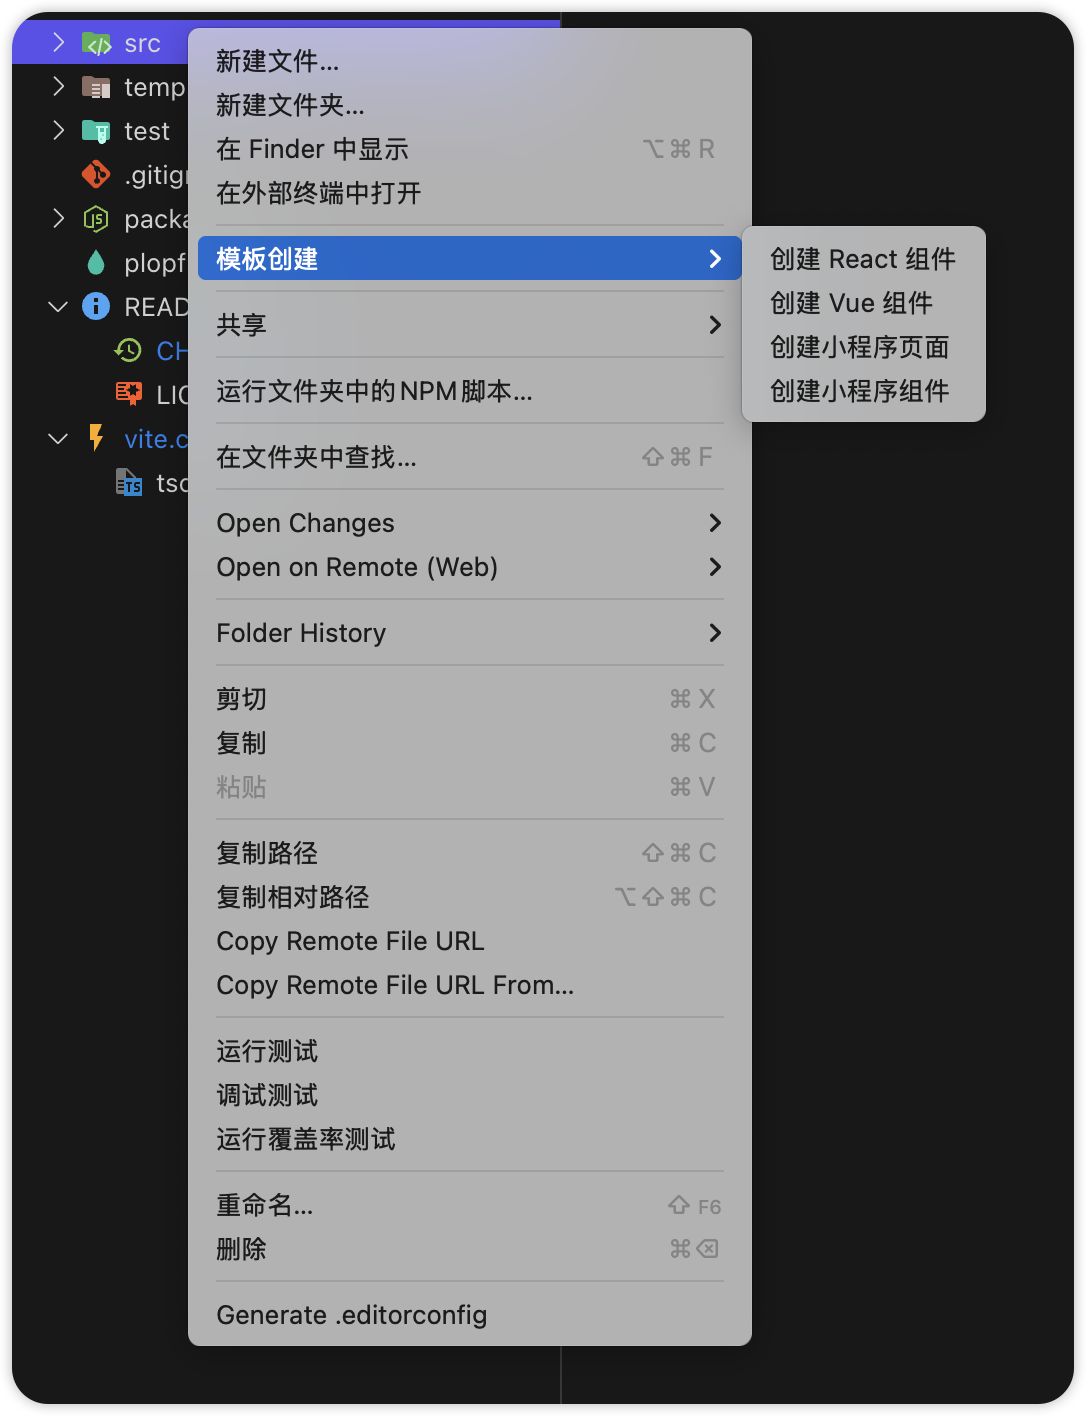 src
temp
test
.gitig
packa
plopf
READ
CH
LIC
vite.c
tsc
新建文件...
新建文件夹...
在 Finder 中显示 ⌥⌘ R
在外部终端中打开
模板创建
共享
运行文件夹中的NPM脚本...
在文件夹中查找... ⇧⌘ F
Open Changes
Open on Remote (Web)
Folder History
剪切 ⌘ X
复制 ⌘ C
粘贴 ⌘ V
复制路径 ⇧⌘ C
复制相对路径 ⌥⇧⌘ C
Copy Remote File URL
Copy Remote File URL From...
运行测试
调试测试
运行覆盖率测试
重命名... ⇧ F6
删除 ⌘⌫
Generate .editorconfig
创建 React 组件
创建 Vue 组件
创建小程序页面
创建小程序组件